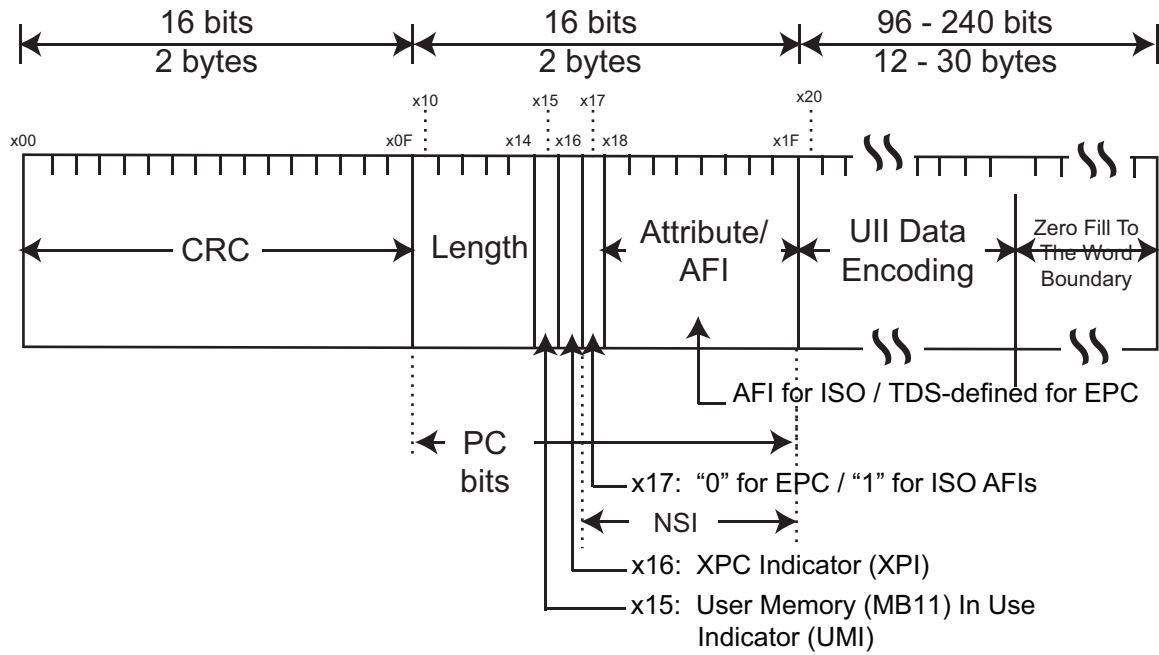 16 bits
16 bits
96 - 240 bits
2 bytes
2 bytes
12 - 30 bytes
x10
x15
x17
x20
x00
x0F
x14
x16
x18
x1F
CRC
Length
Attribute/
AFI
UII Data
Encoding
Zero Fill To
The Word
Boundary
AFI for ISO / TDS-defined for EPC
PC
bits
x17: “0” for EPC / “1” for ISO AFIs
NSI
x16: XPC Indicator (XPI)
x15: User Memory (MB11) In Use
Indicator (UMI)